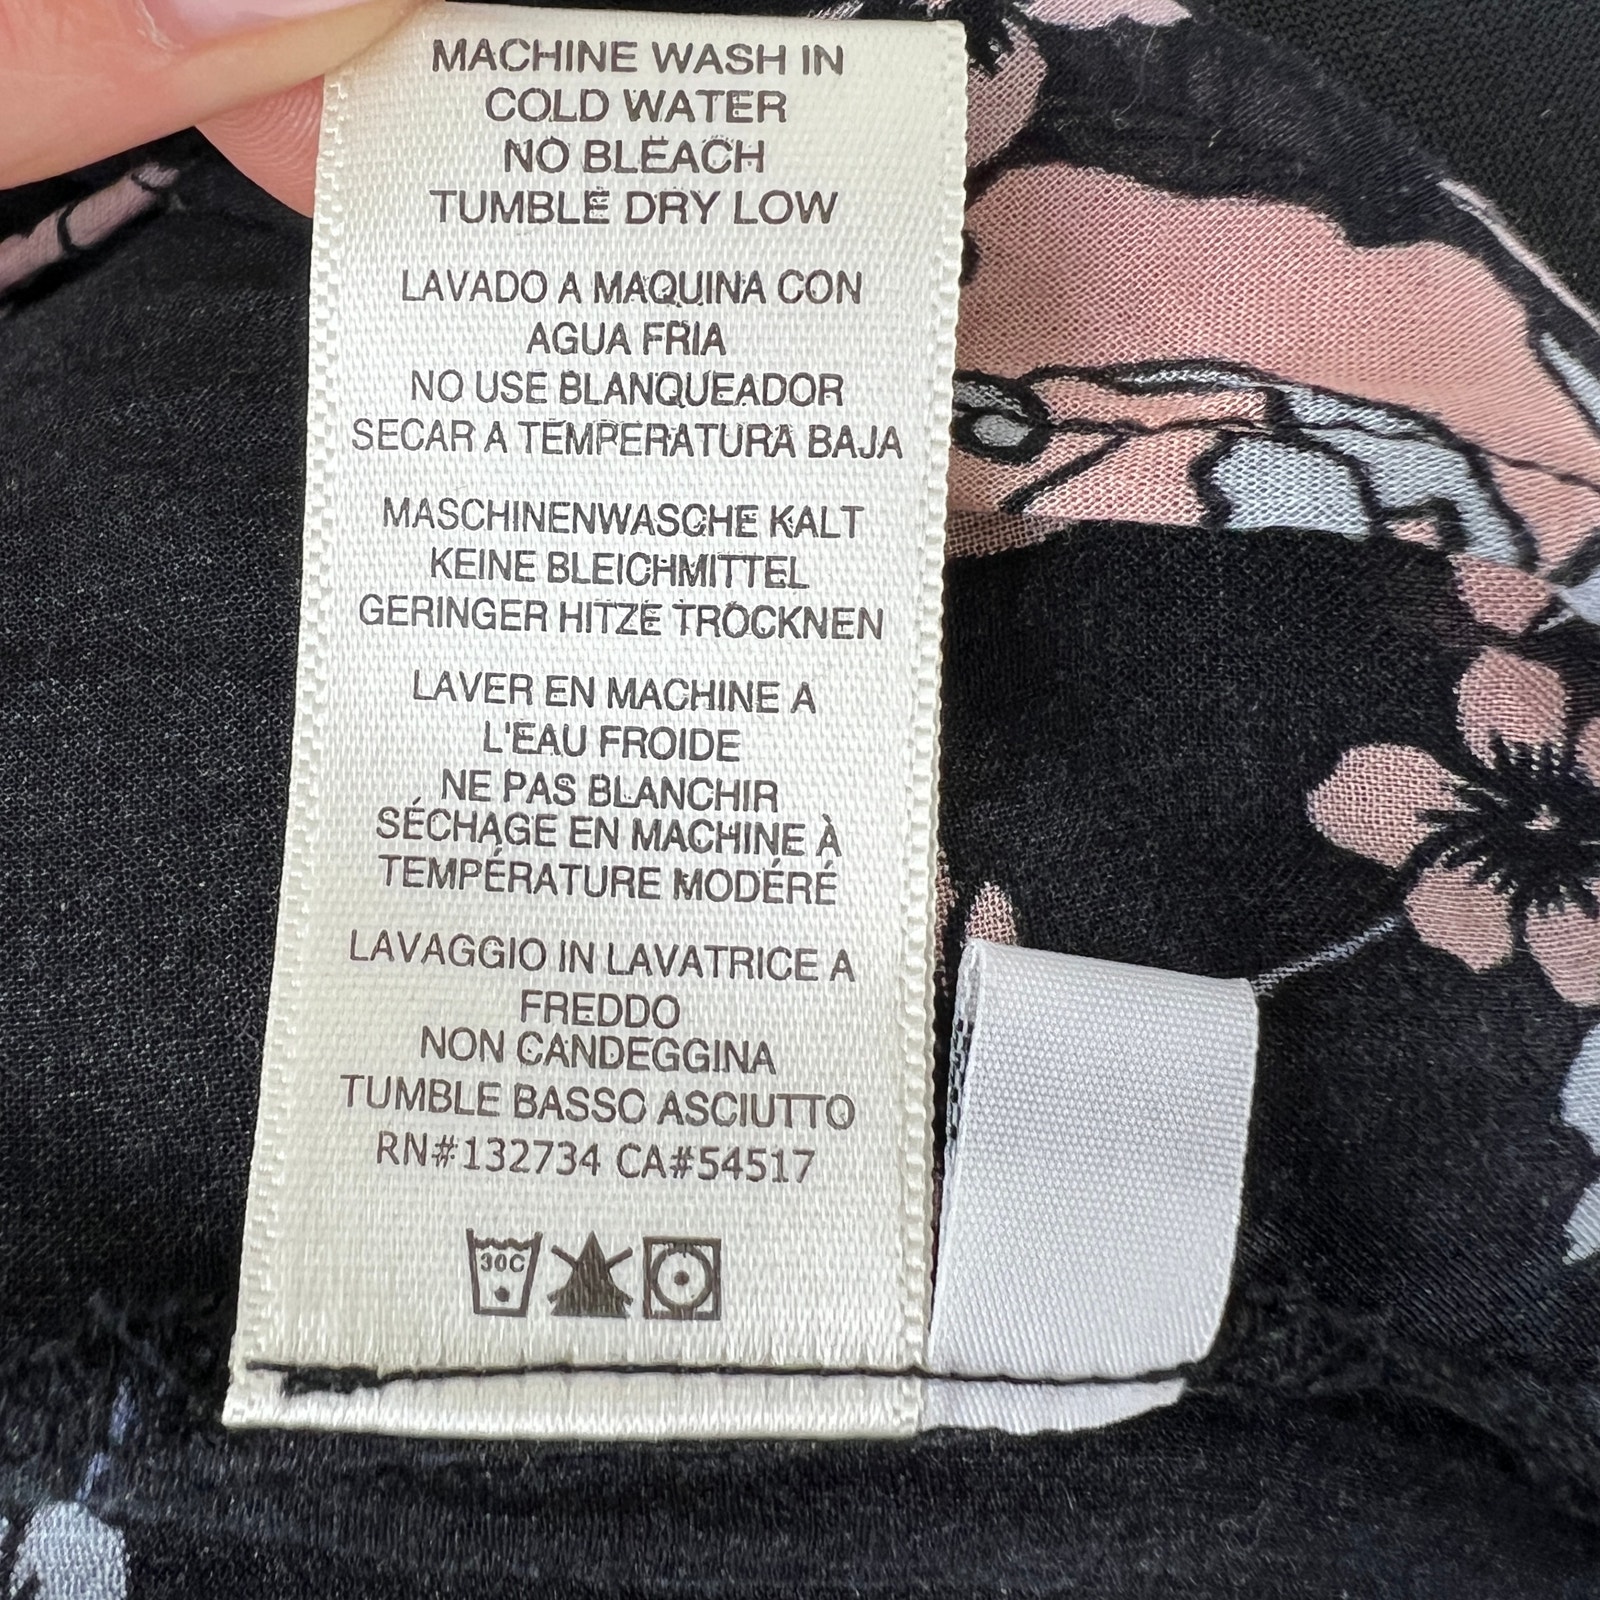 MACHINE WASH IN
COLD WATER
NO BLEACH
TUMBLE DRY LOW
LAVADO A MAQUINA CON
AGUA FRIA
NO USE BLANQUEADOR
SECAR A TEMPERATURA BAJA
MASCHINENWASCHE KALT
KEINE BLEICHMITTEL
GERINGER HITZE TROCKNEN
LAVER EN MACHINE A
L'EAU FROIDE
NE PAS BLANCHIR
SÉCHAGE EN MACHINE À
TEMPÉRATURE MODÉRÉ
LAVAGGIO IN LAVATRICE A
FREDDO
NON CANDEGGINA
TUMBLE BASSO ASCIUTTO
RN#132734 CA#54517
30C